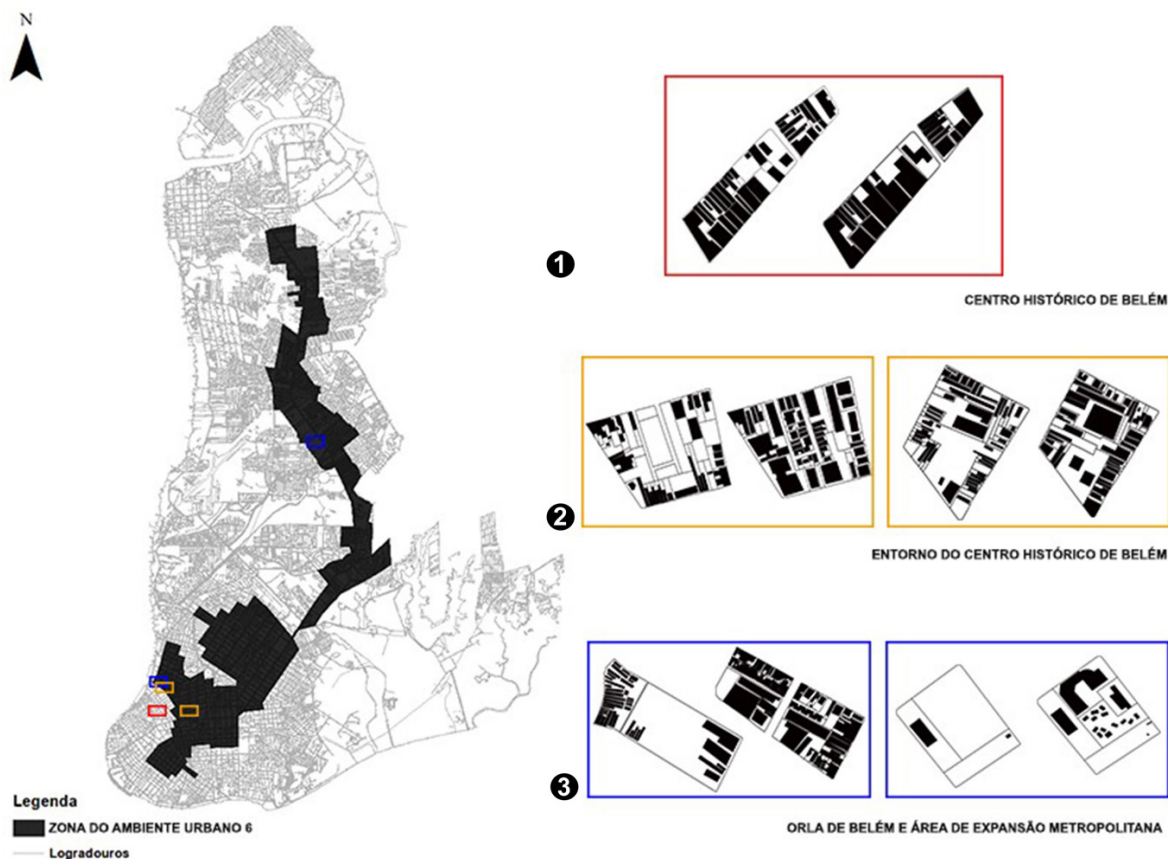 N
1
CENTRO HISTÓRICO DE BELÉM
2
ENTORNO DO CENTRO HISTÓRICO DE BELÉM
3
ORLA DE BELÉM E ÁREA DE EXPANSÃO METROPOLITANA
Legenda
ZONA DO AMBIENTE URBANO 6
Logradouros